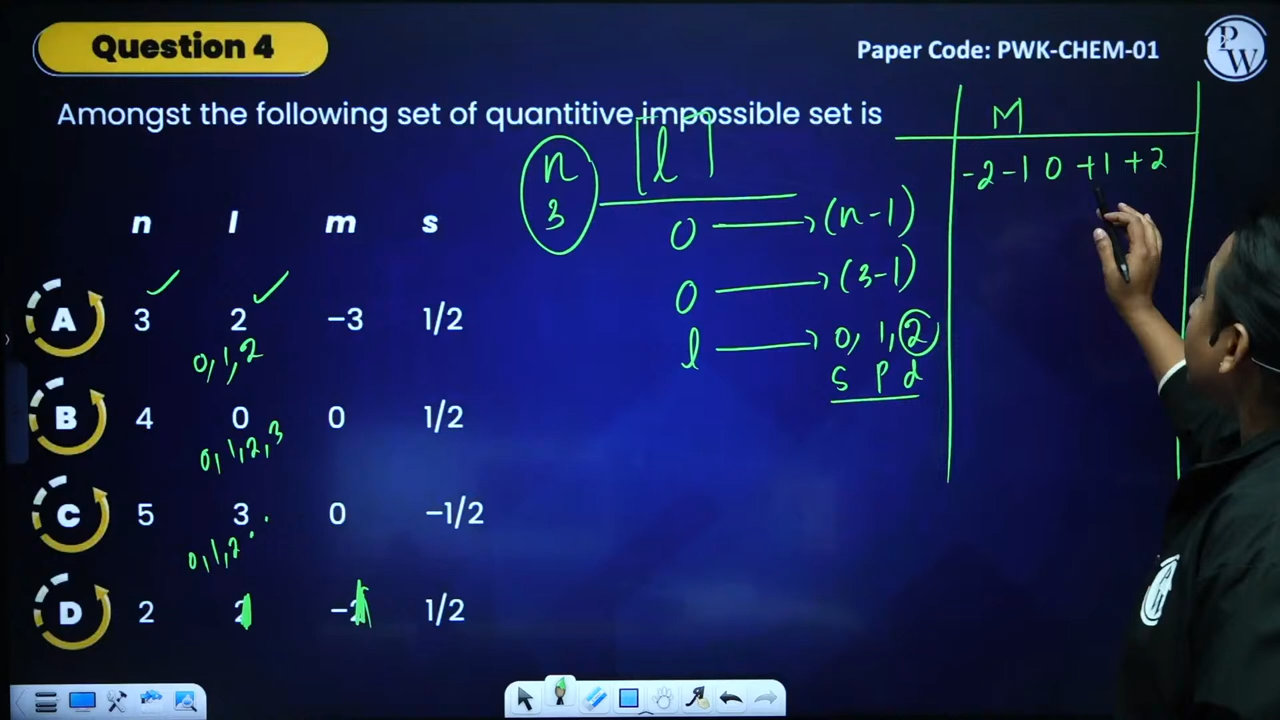 Question 4
Paper Code: PWK-CHEM-01
PW
Amongst the following set of quantitive impossible set is
n l m s
A 3 2 −3 1/2
0, 1, 2
B 4 0 0 1/2
0, 1, 2, 3
C 5 3 0 −1/2
0, 1, 2
D 2 − 1/2
n l
3
0 → (n-1)
0 → (3-1)
l → 0, 1, 2
s p d
M
-2 -1 0 +1 +2